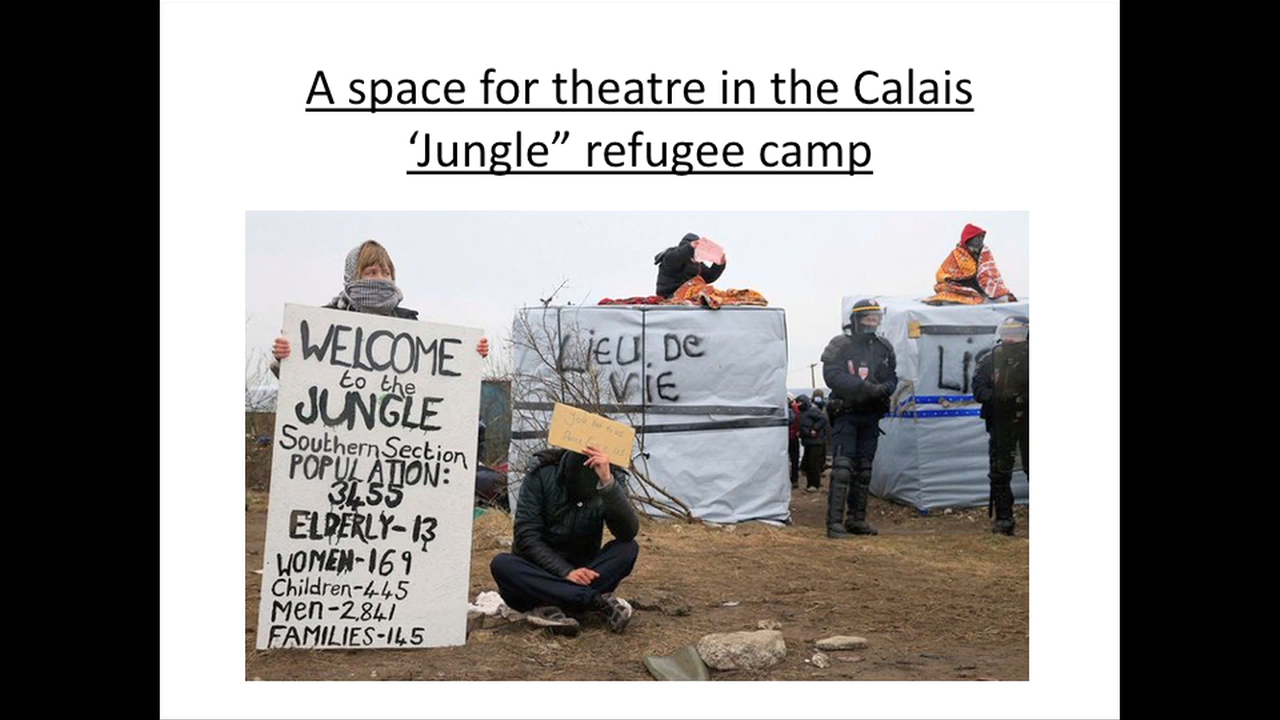 A space for theatre in the Calais
‘Jungle” refugee camp
WELCOME
to the
JUNGLE
Southern Section
POPULATION:
3455
ELDERLY-13
WOMEN-169
Children-445
Men-2,841
FAMILIES-145
LiEU DE
ViE
Li